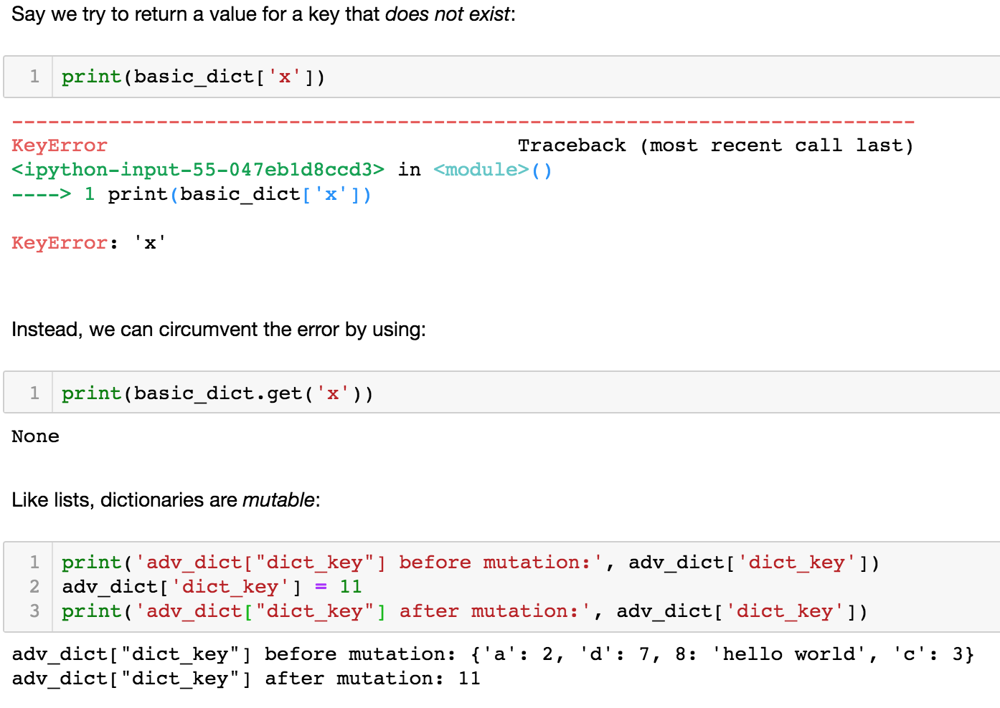 Say we try to return a value for a key that does not exist:
1 print(basic_dict['x'])
---------------------------------------------------------------------------
KeyError Traceback (most recent call last)
<ipython-input-55-047eb1d8ccd3> in <module>()
----> 1 print(basic_dict['x'])
KeyError: 'x'
Instead, we can circumvent the error by using:
1 print(basic_dict.get('x'))
None
Like lists, dictionaries are mutable:
1 print('adv_dict["dict_key"] before mutation:', adv_dict['dict_key'])
2 adv_dict['dict_key'] = 11
3 print('adv_dict["dict_key"] after mutation:', adv_dict['dict_key'])
adv_dict["dict_key"] before mutation: {'a': 2, 'd': 7, 8: 'hello world', 'c': 3}
adv_dict["dict_key"] after mutation: 11